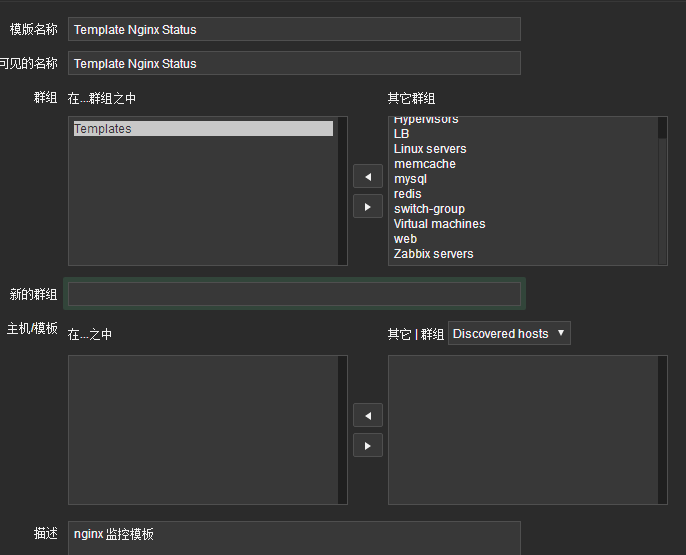 模版名称 Template Nginx Status
可见的名称 Template Nginx Status
群组 在...群组之中 其它群组
Templates
Hypervisors
LB
Linux servers
memcache
mysql
redis
switch-group
Virtual machines
web
Zabbix servers
新的群组
主机/模板 在...之中 其它 | 群组 Discovered hosts
描述 nginx 监控模板